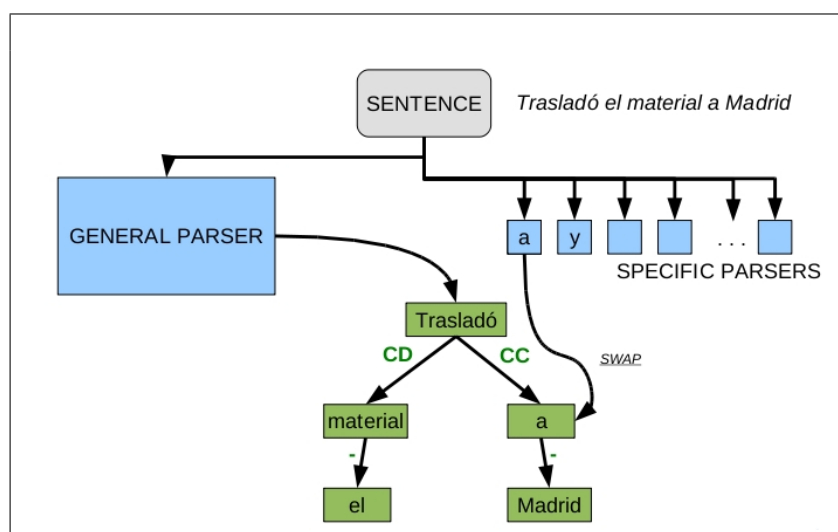 SENTENCE
Trasladó el material a Madrid
GENERAL PARSER
a
y
. . .
SPECIFIC PARSERS
Trasladó
CD
CC
SWAP
material
a
-
-
el
Madrid